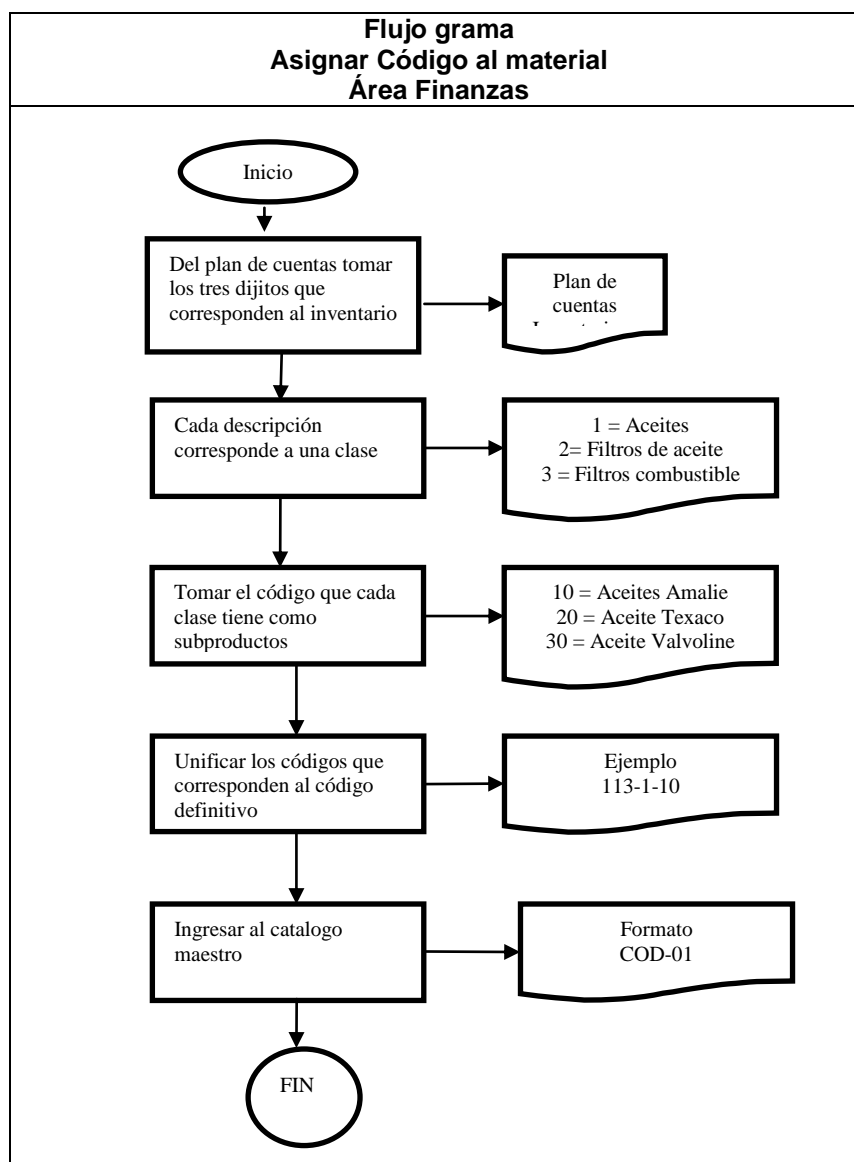 Flujo grama
Asignar Código al material
Área Finanzas
Inicio
Del plan de cuentas tomar
los tres dijitos que
corresponden al inventario
Plan de
cuentas
Cada descripción
corresponde a una clase
1 = Aceites
2= Filtros de aceite
3 = Filtros combustible
Tomar el código que cada
clase tiene como
subproductos
10 = Aceites Amalie
20 = Aceite Texaco
30 = Aceite Valvoline
Unificar los códigos que
corresponden al código
definitivo
Ejemplo
113-1-10
Ingresar al catalogo
maestro
Formato
COD-01
FIN